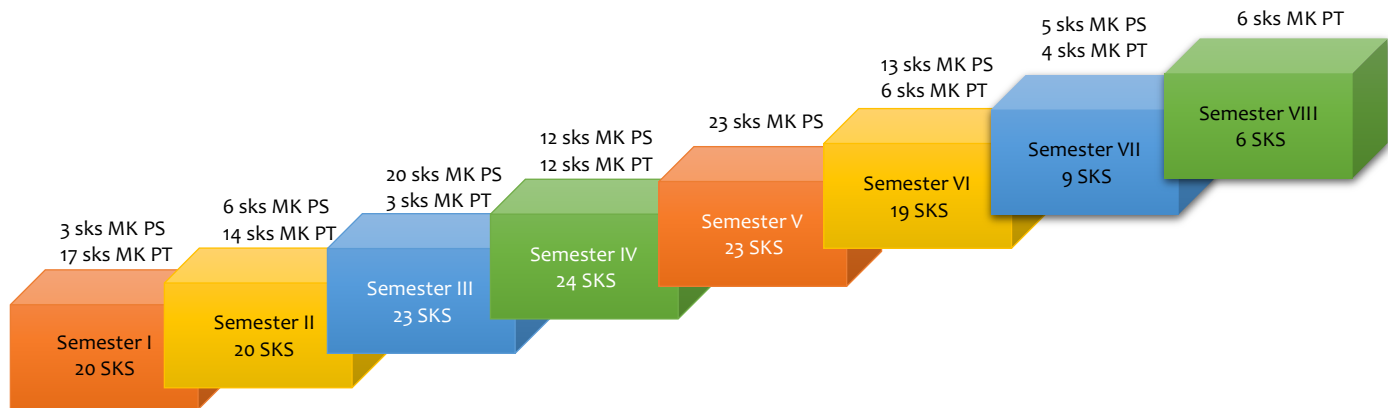 3 sks MK PS
17 sks MK PT
Semester I
20 SKS
6 sks MK PS
14 sks MK PT
Semester II
20 SKS
20 sks MK PS
3 sks MK PT
Semester III
23 SKS
12 sks MK PS
12 sks MK PT
Semester IV
24 SKS
23 sks MK PS
Semester V
23 SKS
13 sks MK PS
6 sks MK PT
Semester VI
19 SKS
5 sks MK PS
4 sks MK PT
Semester VII
9 SKS
6 sks MK PT
Semester VIII
6 SKS